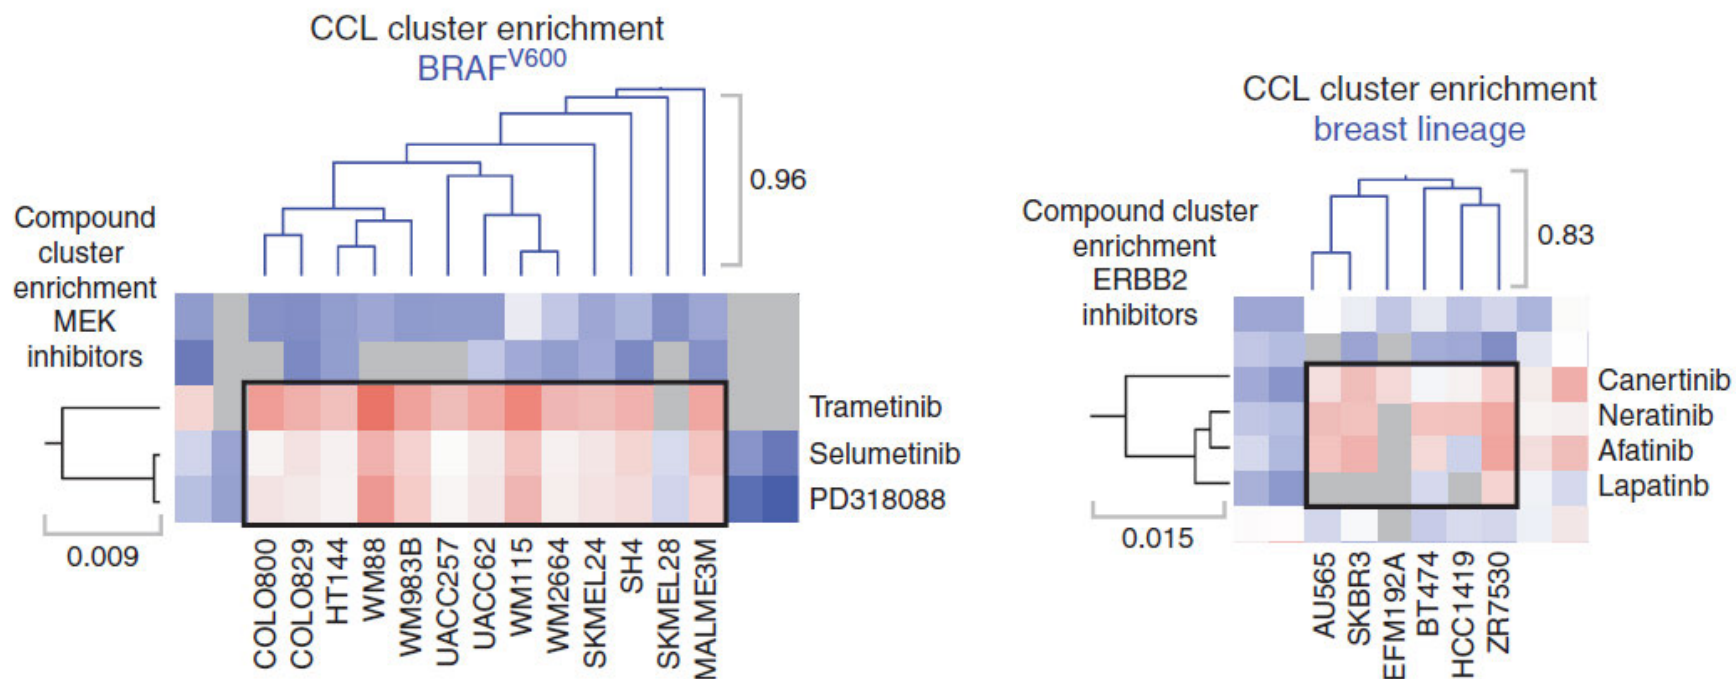 CCL cluster enrichment
BRAFV600
0.96
Compound
cluster
enrichment
MEK
inhibitors
Trametinib
Selumetinib
PD318088
0.009
COLO800
COLO829
HT144
WM88
WM983B
UACC257
UACC62
WM115
WM2664
SKMEL24
SH4
SKMEL28
MALME3M
CCL cluster enrichment
breast lineage
0.83
Compound cluster
enrichment
ERBB2
inhibitors
Canertinib
Neratinib
Afatinib
Lapatinb
0.015
AU565
SKBR3
EFM192A
BT474
HCC1419
ZR7530